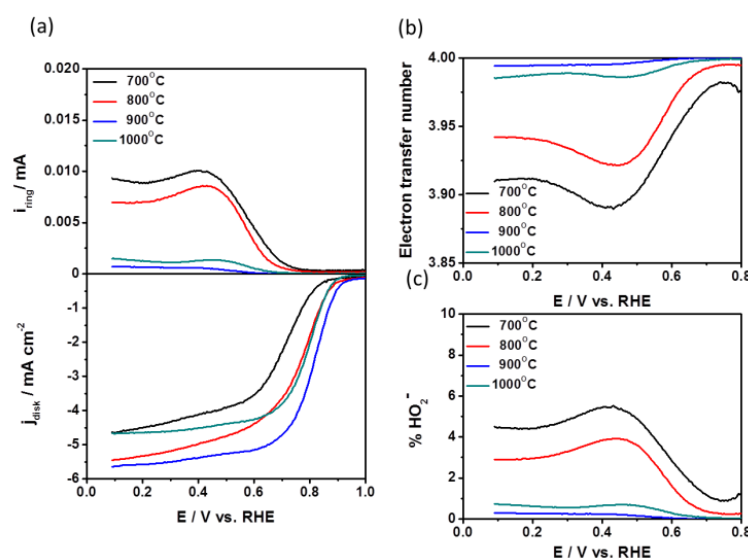 (a)
0.020
0.015
0.010
0.005
0.000
i_ring / mA
700°C
800°C
900°C
1000°C
-1
-2
-3
-4
-5
-6
j_disk / mA cm⁻²
0.0 0.2 0.4 0.6 0.8 1.0
E / V vs. RHE
(b)
4.00
3.95
3.90
3.85
Electron transfer number
700°C
800°C
900°C
1000°C
0.0 0.2 0.4 0.6 0.8
E / V vs. RHE
(c)
10
8
6
4
2
0
% HO₂⁻
700°C
800°C
900°C
1000°C
0.0 0.2 0.4 0.6 0.8
E / V vs. RHE